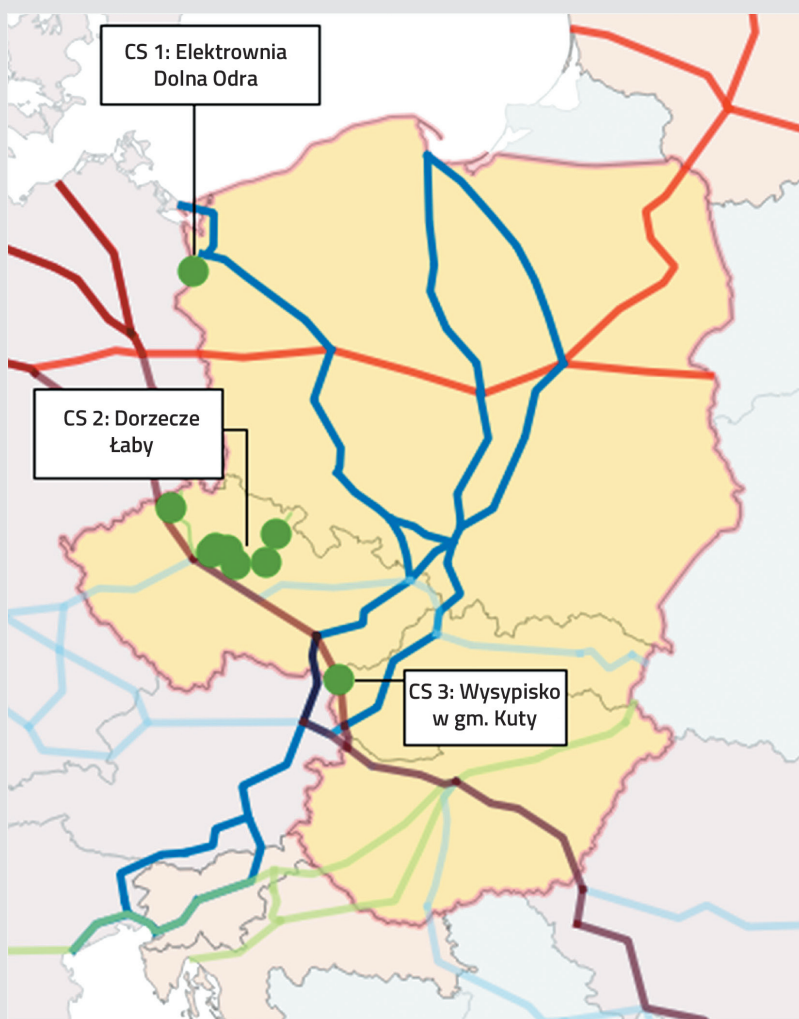 CS 1: Elektrownia
Dolna Odra
CS 2: Dorzecze
Łaby
CS 3: Wysypisko
w gm. Kuty